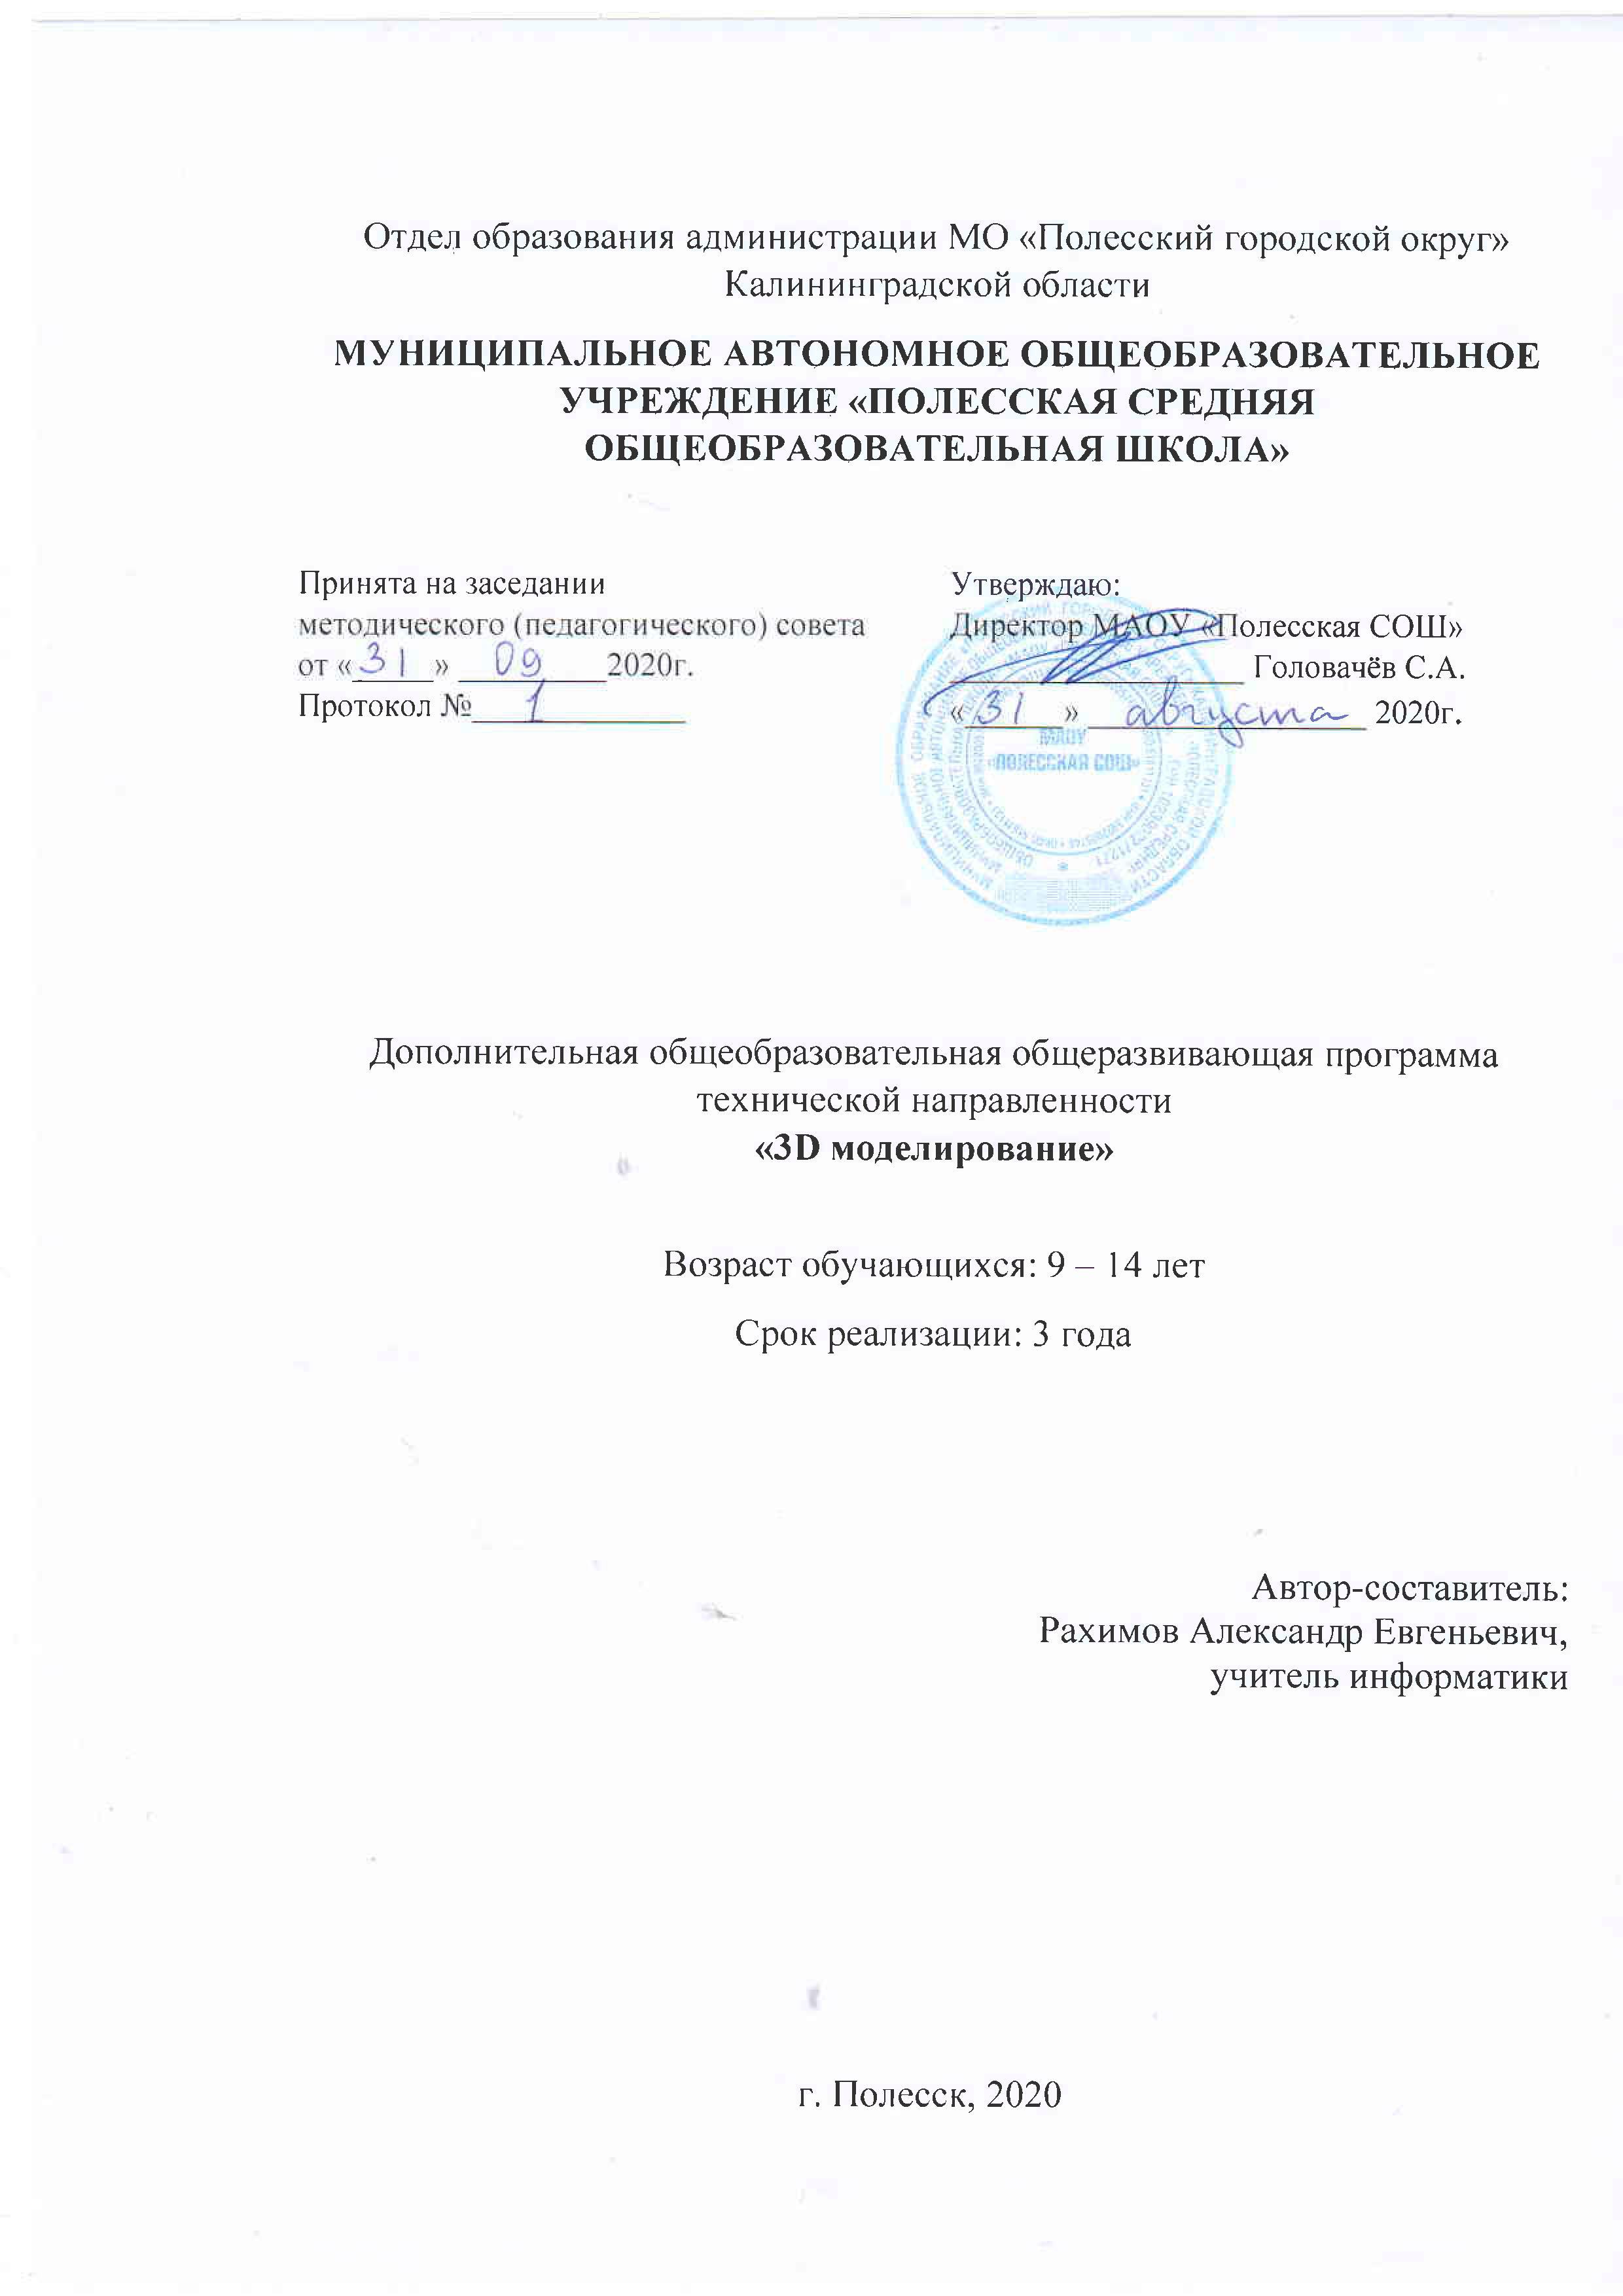 Отдел образования администрации МО «Полесский городской округ»
Калининградской области
МУНИЦИПАЛЬНОЕ АВТОНОМНОЕ ОБЩЕОБРАЗОВАТЕЛЬНОЕ
УЧРЕЖДЕНИЕ «ПОЛЕССКАЯ СРЕДНЯЯ
ОБЩЕОБРАЗОВАТЕЛЬНАЯ ШКОЛА»
Принята на заседании
методического (педагогического) совета
от «31» 09 2020г.
Протокол № 1
Утверждаю:
Директор МАОУ «Полесская СОШ»
Головачёв С.А.
«31» августа 2020г.
МАОУ
«ПОЛЕССКАЯ СОШ»
Дополнительная общеобразовательная общеразвивающая программа
технической направленности
«3D моделирование»
Возраст обучающихся: 9 – 14 лет
Срок реализации: 3 года
Автор-составитель:
Рахимов Александр Евгеньевич,
учитель информатики
г. Полесск, 2020